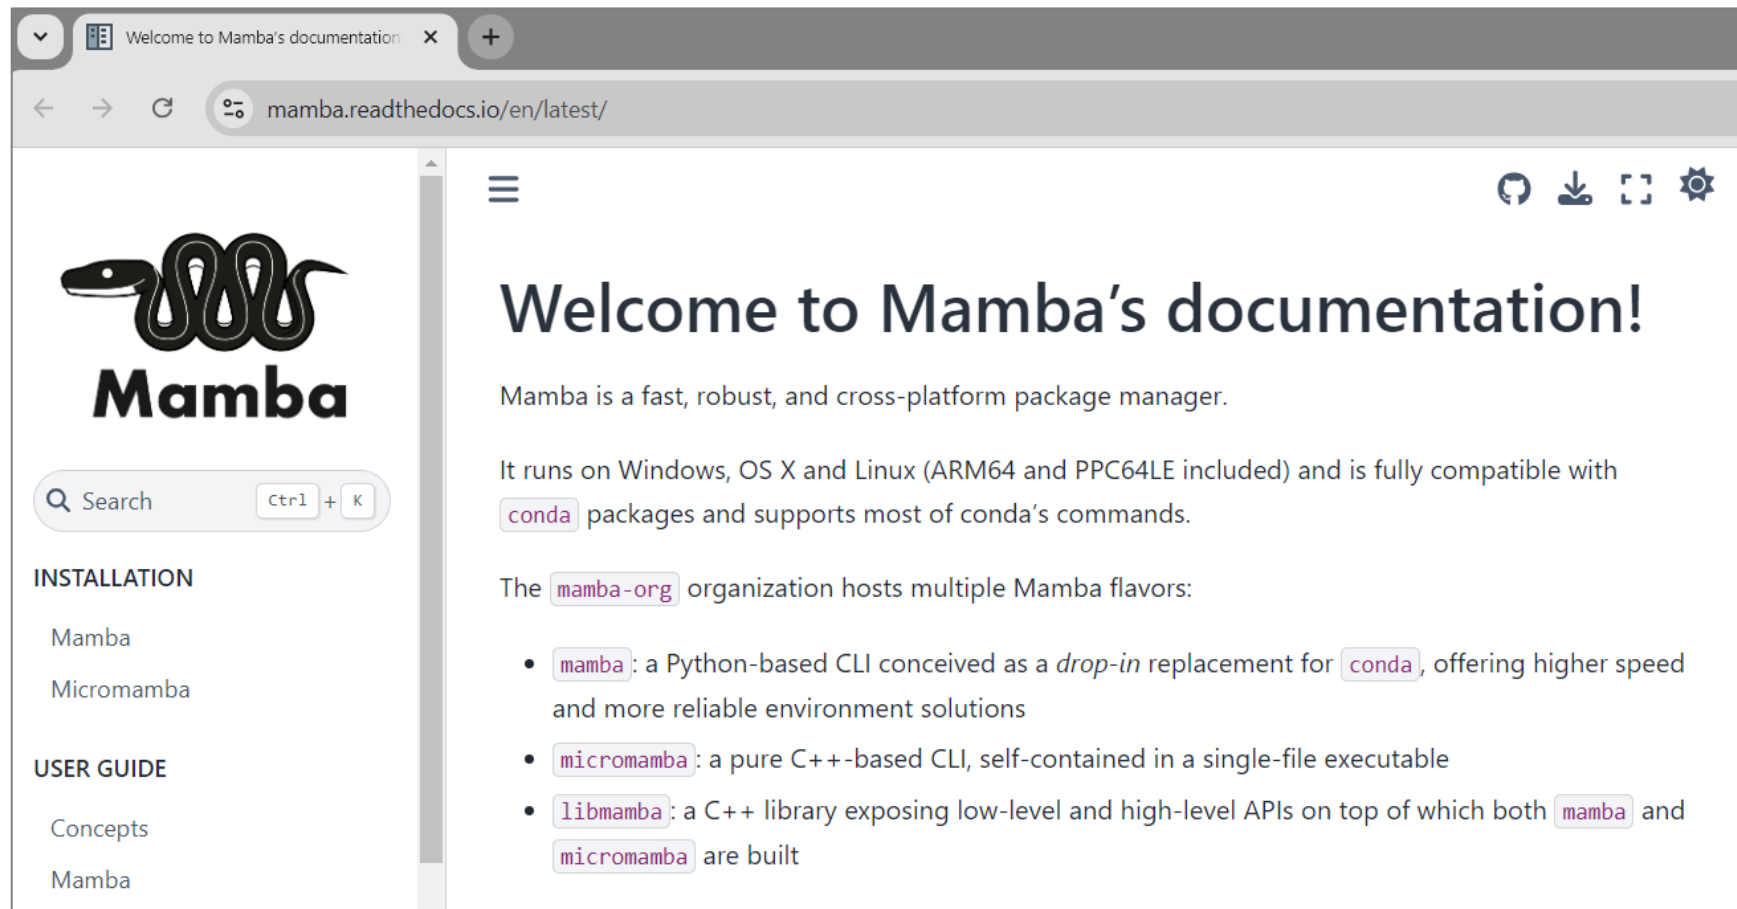 Welcome to Mamba's documentation
mamba.readthedocs.io/en/latest/
Mamba
Search Ctrl + K
INSTALLATION
Mamba
Micromamba
USER GUIDE
Concepts
Mamba
Welcome to Mamba’s documentation!
Mamba is a fast, robust, and cross-platform package manager.
It runs on Windows, OS X and Linux (ARM64 and PPC64LE included) and is fully compatible with
conda packages and supports most of conda’s commands.
The mamba-org organization hosts multiple Mamba flavors:
• mamba: a Python-based CLI conceived as a drop-in replacement for conda, offering higher speed
and more reliable environment solutions
• micromamba: a pure C++-based CLI, self-contained in a single-file executable
• libmamba: a C++ library exposing low-level and high-level APIs on top of which both mamba and
micromamba are built